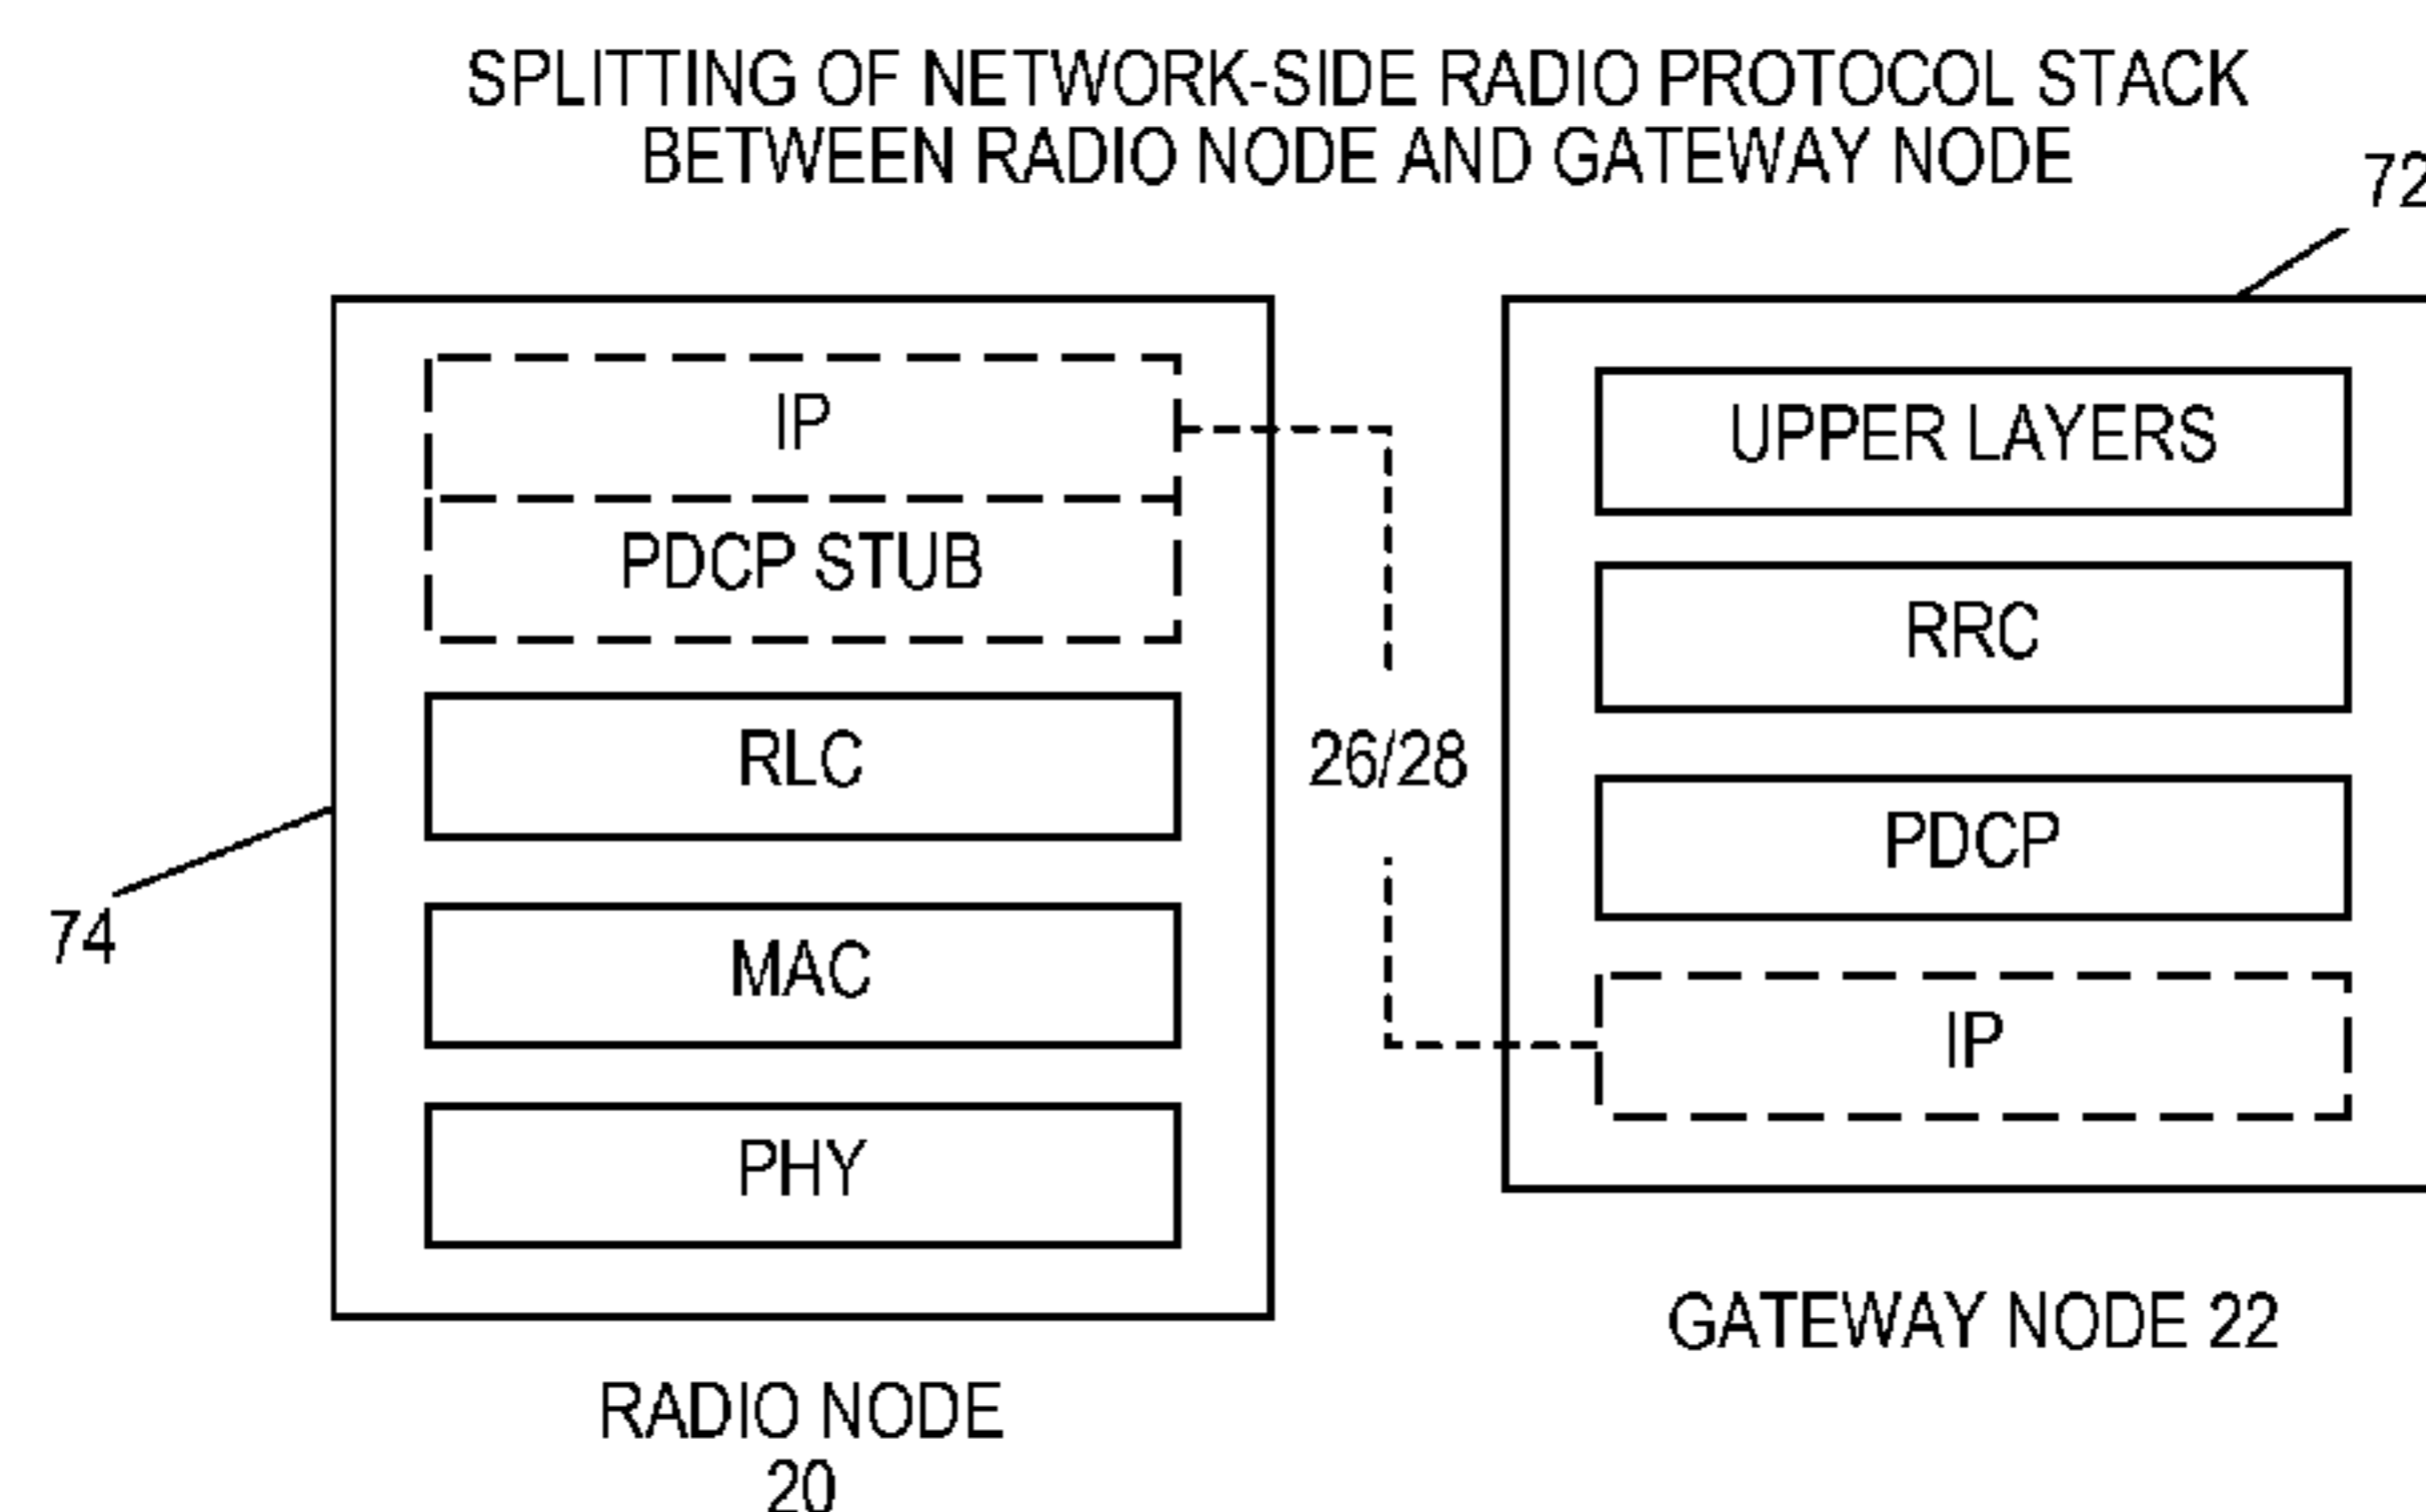 SPLITTING OF NETWORK-SIDE RADIO PROTOCOL STACK
BETWEEN RADIO NODE AND GATEWAY NODE
72
IP
PDCP STUB
RLC
MAC
PHY
74
RADIO NODE
20
26/28
UPPER LAYERS
RRC
PDCP
IP
GATEWAY NODE 22